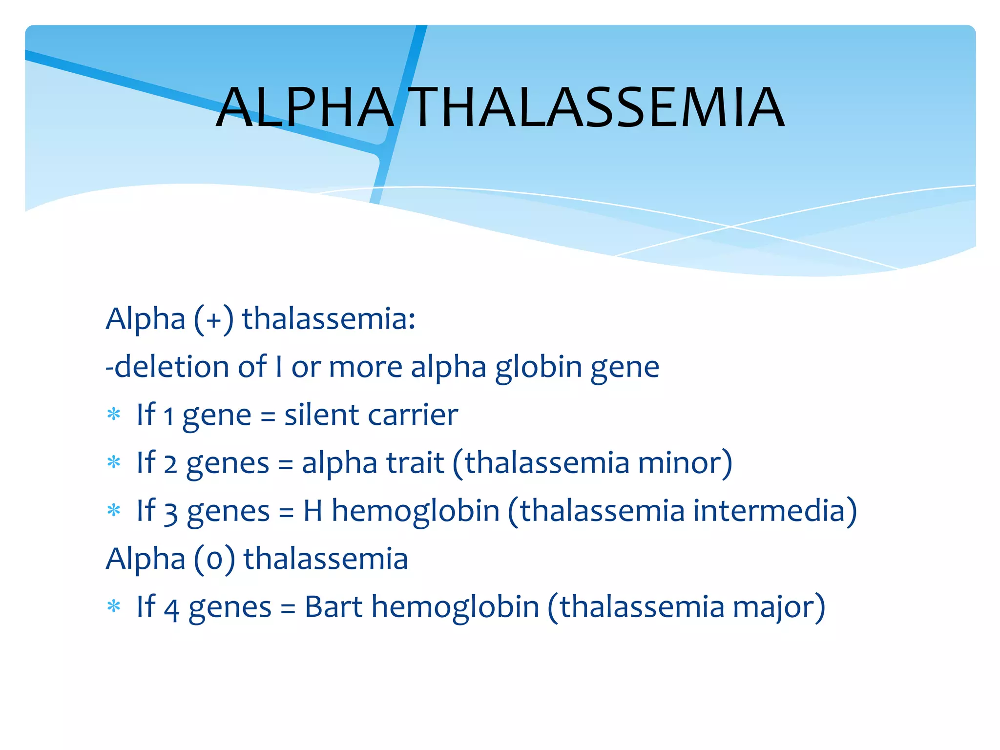 ALPHA THALASSEMIA
Alpha (+) thalassemia:
-deletion of I or more alpha globin gene
* If 1 gene = silent carrier
* If 2 genes = alpha trait (thalassemia minor)
* If 3 genes = H hemoglobin (thalassemia intermedia)
Alpha (0) thalassemia
* If 4 genes = Bart hemoglobin (thalassemia major)